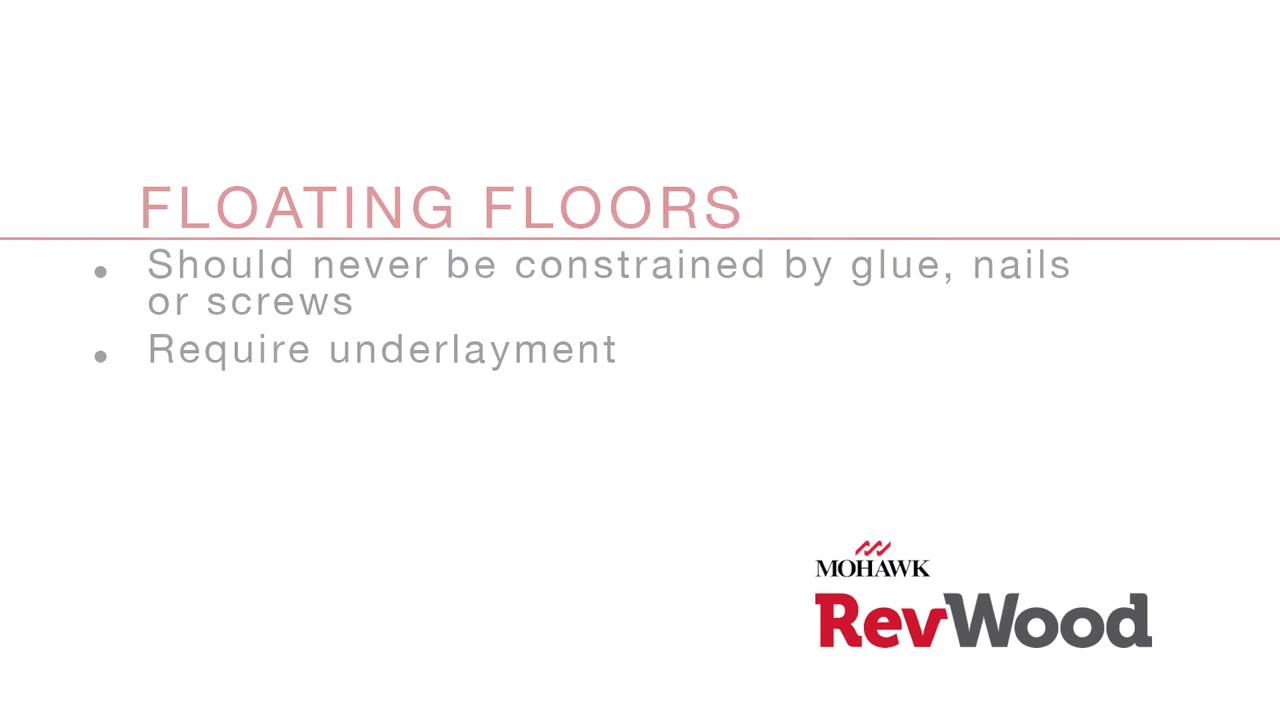 FLOATING FLOORS
• Should never be constrained by glue, nails
or screws
• Require underlayment
MOHAWK
RevWood